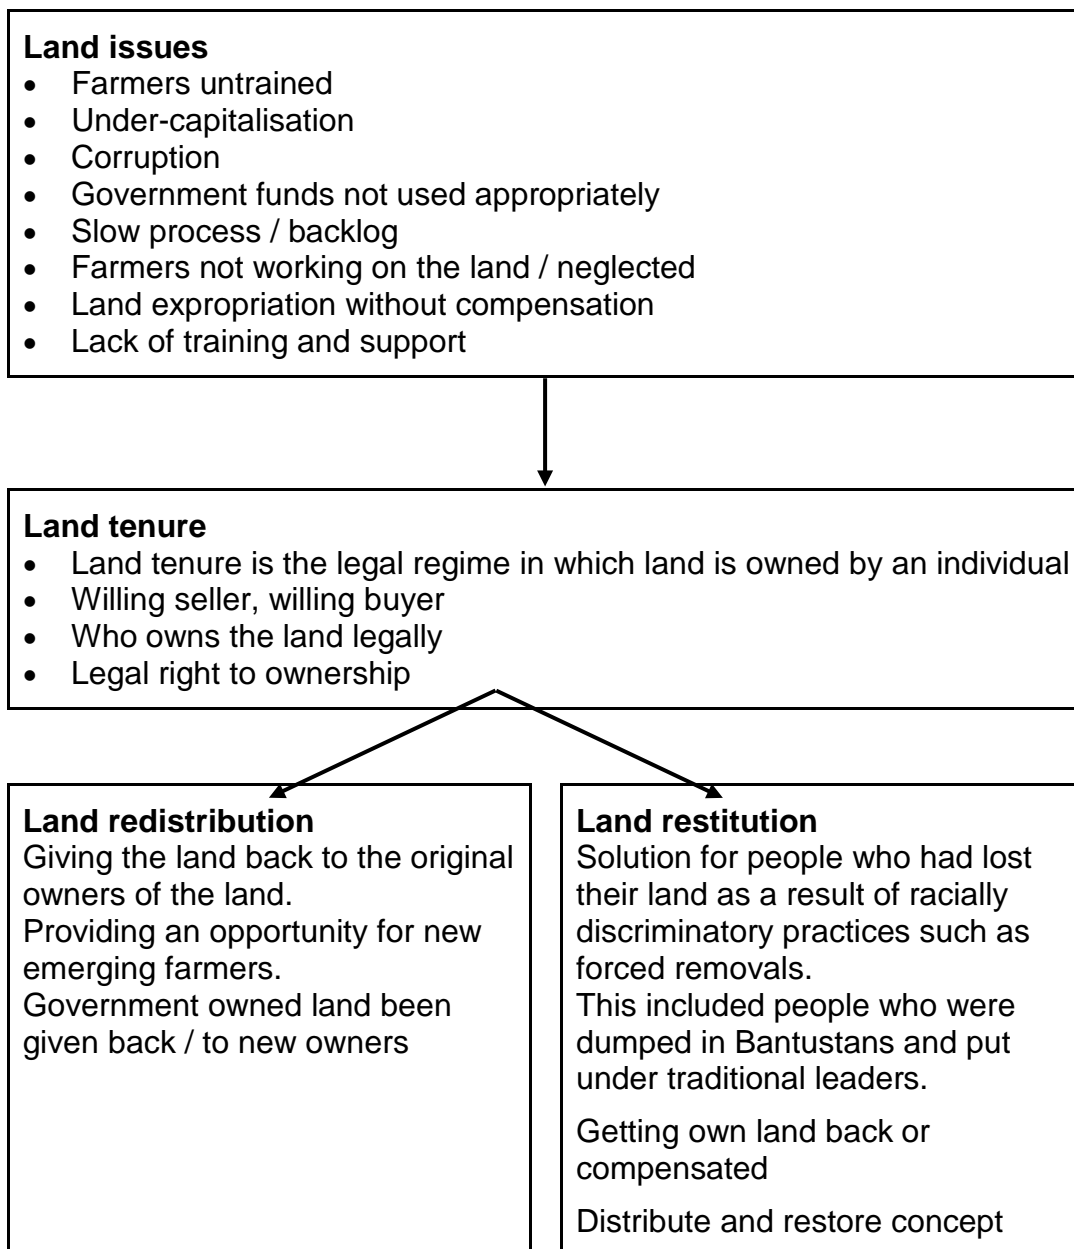 Land issues
• Farmers untrained
• Under-capitalisation
• Corruption
• Government funds not used appropriately
• Slow process / backlog
• Farmers not working on the land / neglected
• Land expropriation without compensation
• Lack of training and support
Land tenure
• Land tenure is the legal regime in which land is owned by an individual
• Willing seller, willing buyer
• Who owns the land legally
• Legal right to ownership
Land redistribution
Giving the land back to the original
owners of the land.
Providing an opportunity for new
emerging farmers.
Government owned land been
given back / to new owners
Land restitution
Solution for people who had lost
their land as a result of racially
discriminatory practices such as
forced removals.
This included people who were
dumped in Bantustans and put
under traditional leaders.
Getting own land back or
compensated
Distribute and restore concept